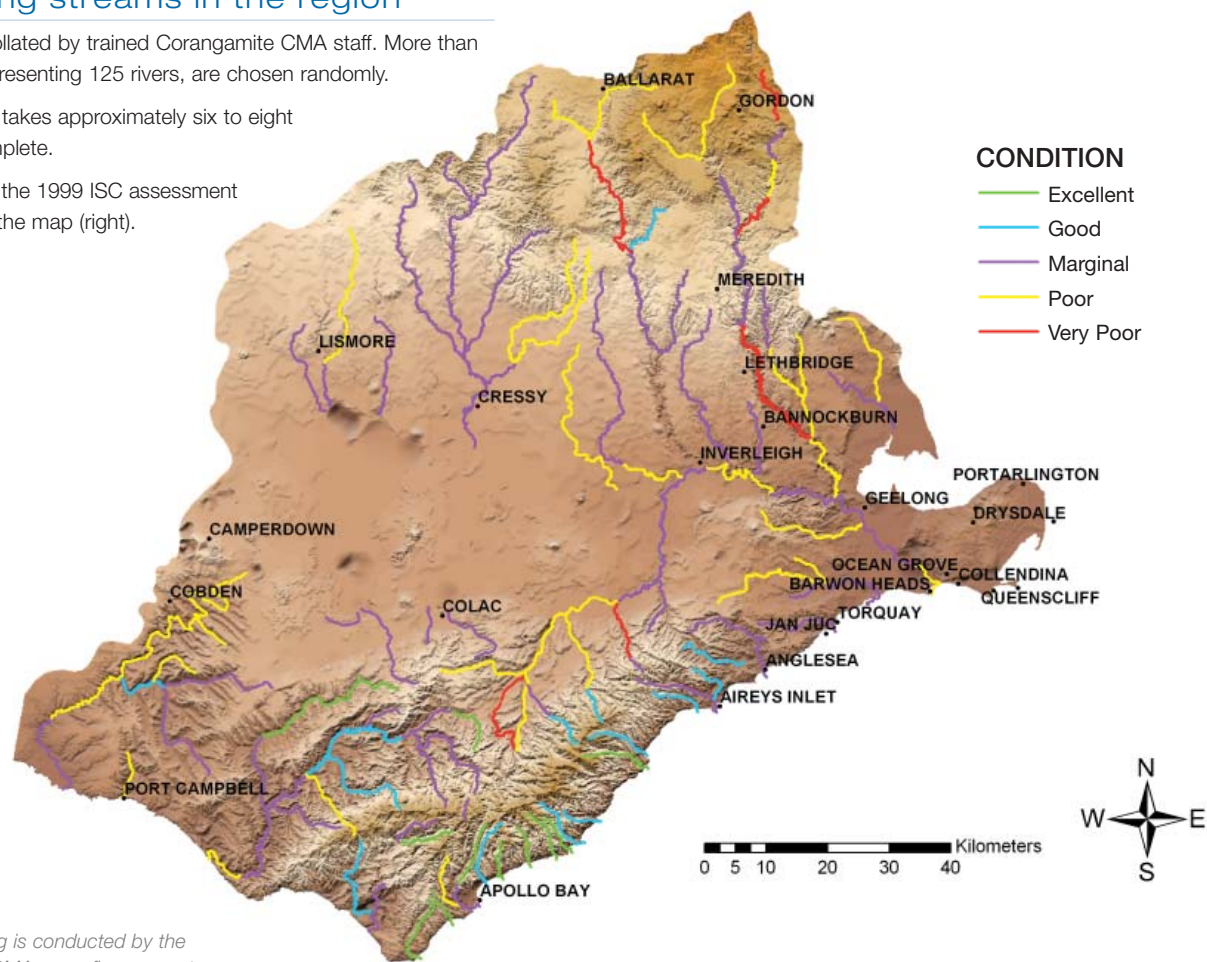 ng streams in the region
ollated by trained Corangamite CMA staff. More than
presenting 125 rivers, are chosen randomly.
takes approximately six to eight
nplete.
the 1999 ISC assessment
the map (right).
BALLARAT
GORDON
CONDITION
Excellent
Good
Marginal
Poor
Very Poor
MEREDITH
LISMORE
LETHBRIDGE
CRESSY
BANNOCKBURN
INVERLEIGH
PORTARLINGTON
GEELONG
DRYSDALE
CAMPERDOWN
OCEAN GROVE
COLLENDINA
BARWON HEADS
QUEENSCLIFF
COBDEN
COLAC
TORQUAY
JAN JUC
ANGLESEA
AIREYS INLET
PORT CAMPBELL
APOLLO BAY
N
W E
S
Kilometers
0 5 10 20 30 40
g is conducted by the